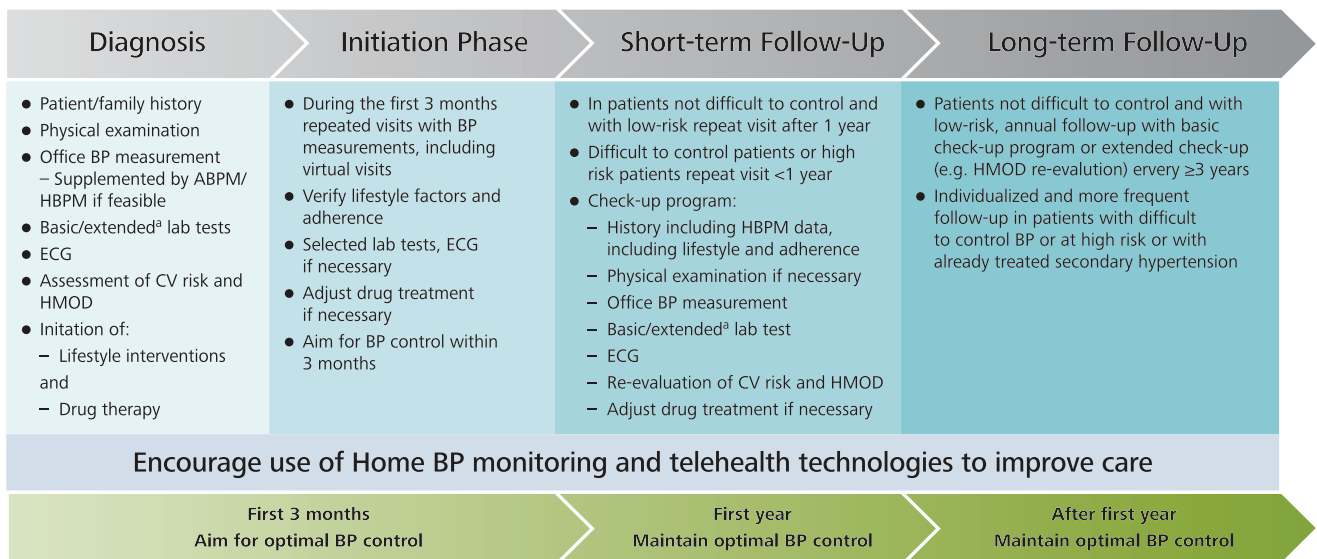 Diagnosis
Initiation Phase
Short-term Follow-Up
Long-term Follow-Up
● Patient/family history
● Physical examination
● Office BP measurement
– Supplemented by ABPM/
HBPM if feasible
● Basic/extendedᵃ lab tests
● ECG
● Assessment of CV risk and
HMOD
● Initation of:
– Lifestyle interventions
and
– Drug therapy
● During the first 3 months
repeated visits with BP
measurements, including
virtual visits
● Verify lifestyle factors and
adherence
● Selected lab tests, ECG
if necessary
● Adjust drug treatment
if necessary
● Aim for BP control within
3 months
● In patients not difficult to control and
with low-risk repeat visit after 1 year
● Difficult to control patients or high
risk patients repeat visit <1 year
● Check-up program:
– History including HBPM data,
including lifestyle and adherence
– Physical examination if necessary
– Office BP measurement
– Basic/extendedᵃ lab test
– ECG
– Re-evaluation of CV risk and HMOD
– Adjust drug treatment if necessary
● Patients not difficult to control and with
low-risk, annual follow-up with basic
check-up program or extended check-up
(e.g. HMOD re-evalution) ervery ≥3 years
● Individualized and more frequent
follow-up in patients with difficult
to control BP or at high risk or with
already treated secondary hypertension
Encourage use of Home BP monitoring and telehealth technologies to improve care
First 3 months
Aim for optimal BP control
First year
Maintain optimal BP control
After first year
Maintain optimal BP control